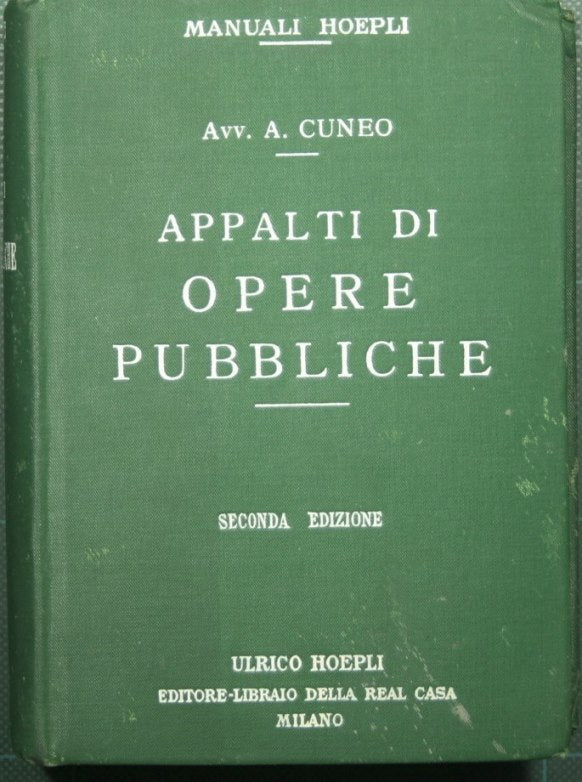 MANUALI HOEPLI
AVV. A. CUNEO
APPALTI DI
OPERE
PUBBLICHE
SECONDA EDIZIONE
ULRICO HOEPLI
EDITORE-LIBRAIO DELLA REAL CASA
MILANO